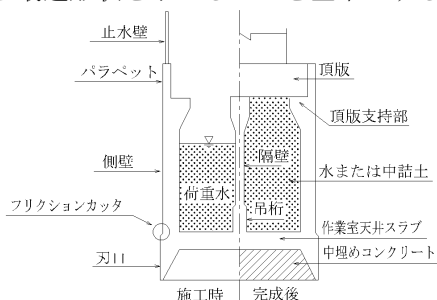 止水壁
パラペット
頂版
頂版支持部
隔壁
側壁
水または中詰土
荷重水
吊桁
フリクションカッタ
作業室天井スラブ
中埋めコンクリート
刃口
施工時
完成後